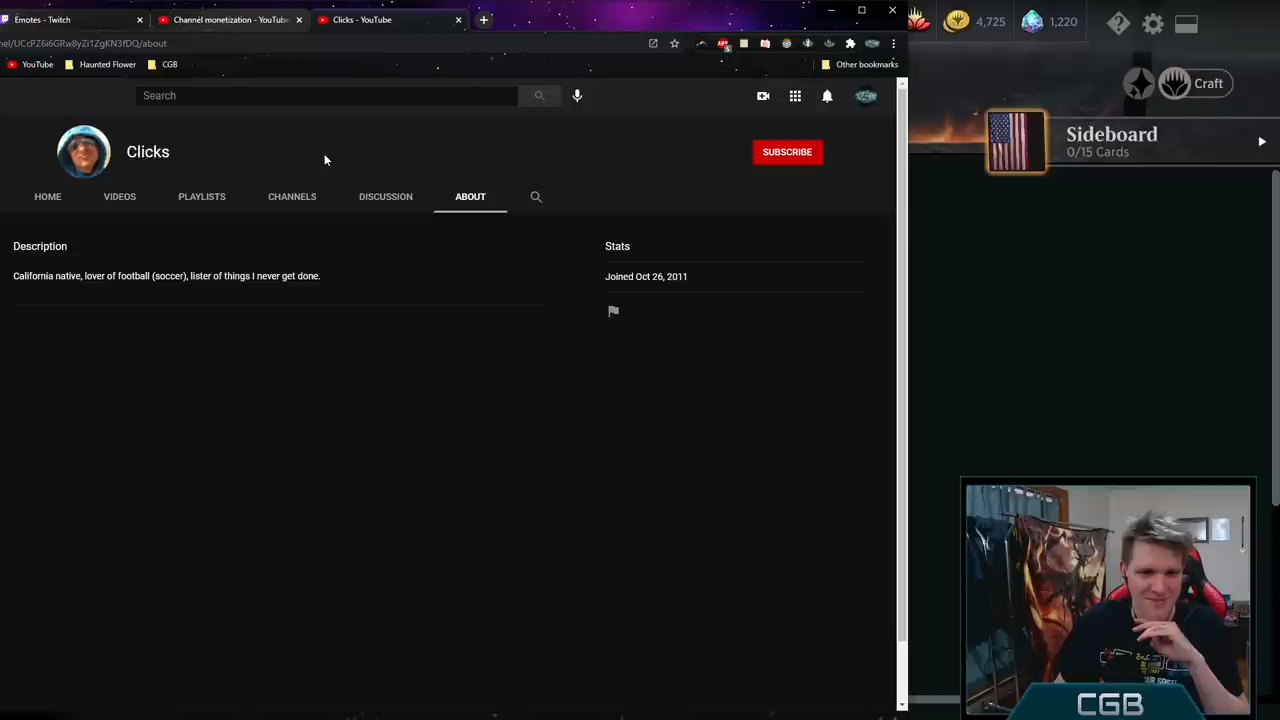 Emotes - Twitch
Channel monetization - YouTube
Clicks - YouTube
nel/UCcPZ6i6GRw8yZi1ZgKN3fDQ/about
YouTube
Haunted Flower
CGB
Other bookmarks
4,725
1,220
Search
Craft
Sideboard
0/15 Cards
Clicks
SUBSCRIBE
HOME
VIDEOS
PLAYLISTS
CHANNELS
DISCUSSION
ABOUT
Description
Stats
California native, lover of football (soccer), lister of things I never get done.
Joined Oct 26, 2011
CGB